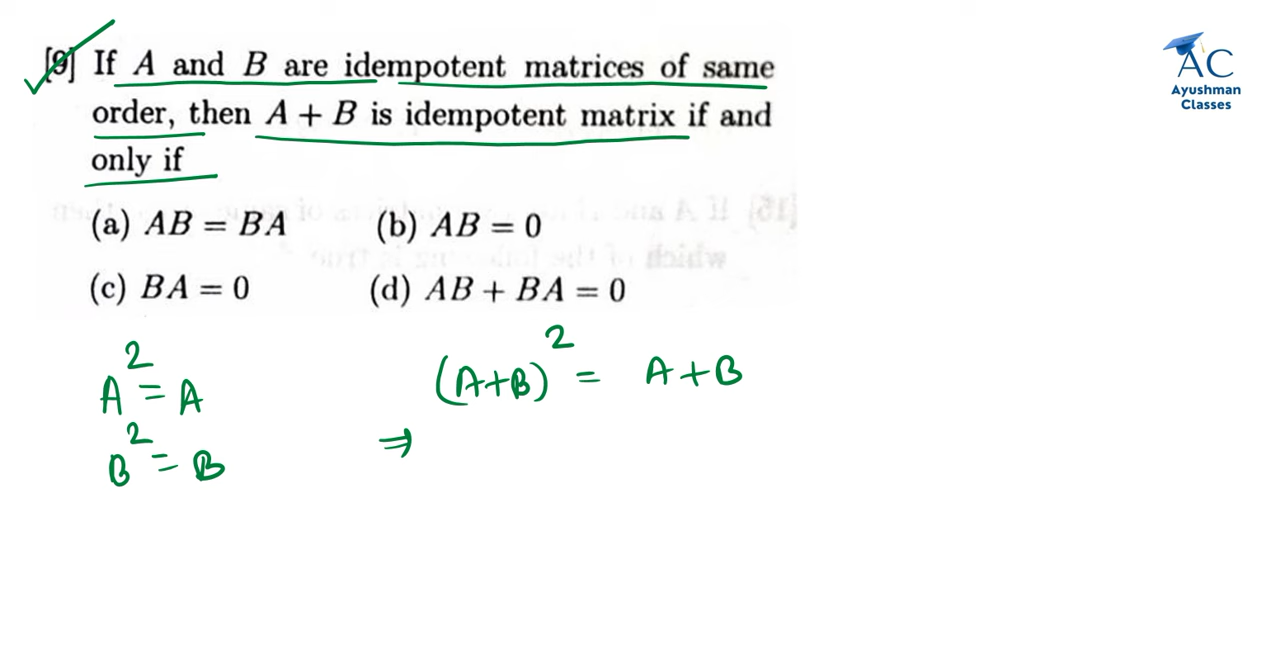 [9] If A and B are idempotent matrices of same
order, then A + B is idempotent matrix if and
only if
(a) AB = BA (b) AB = 0
(c) BA = 0 (d) AB + BA = 0
A² = A
B² = B
(A+B)² = A+B
⇒
AC
Ayushman
Classes